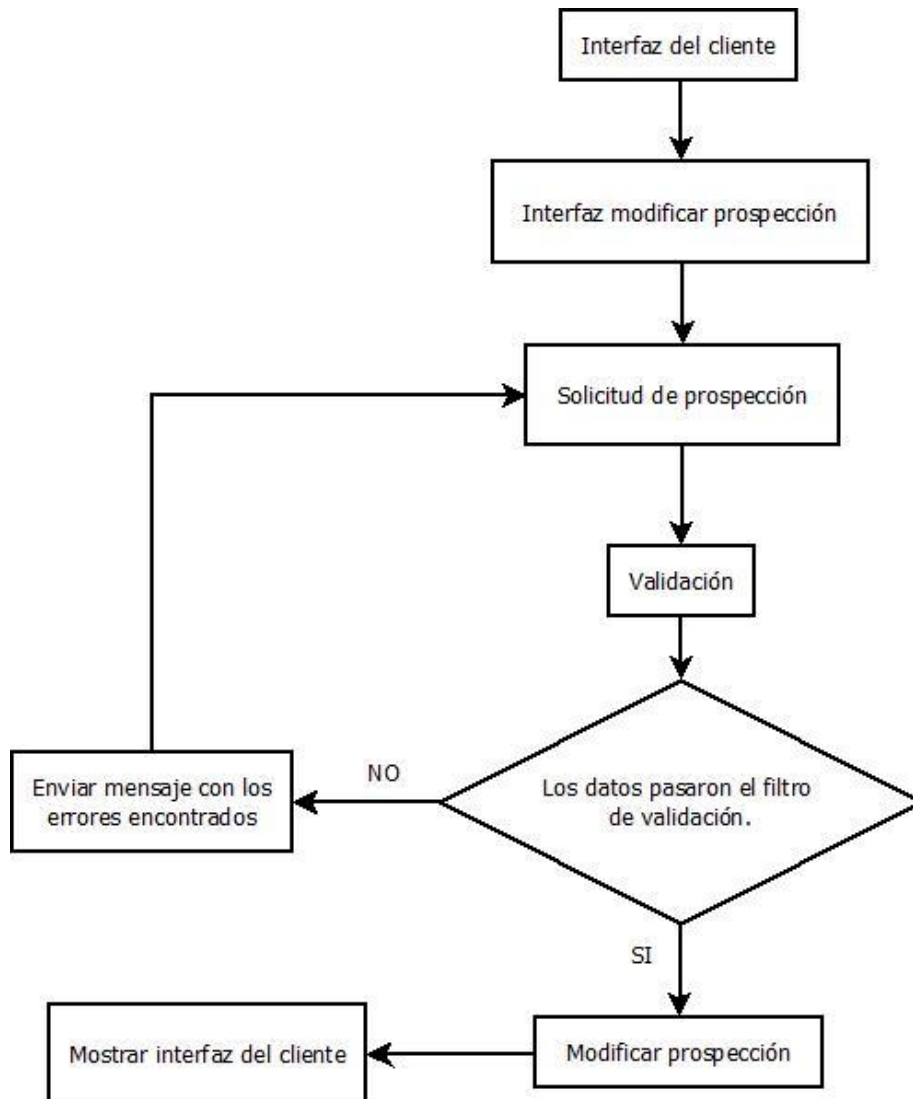 Interfaz del cliente
Interfaz modificar prospección
Solicitud de prospección
Validación
Los datos pasaron el filtro
de validación.
NO
Enviar mensaje con los
errores encontrados
SI
Modificar prospección
Mostrar interfaz del cliente